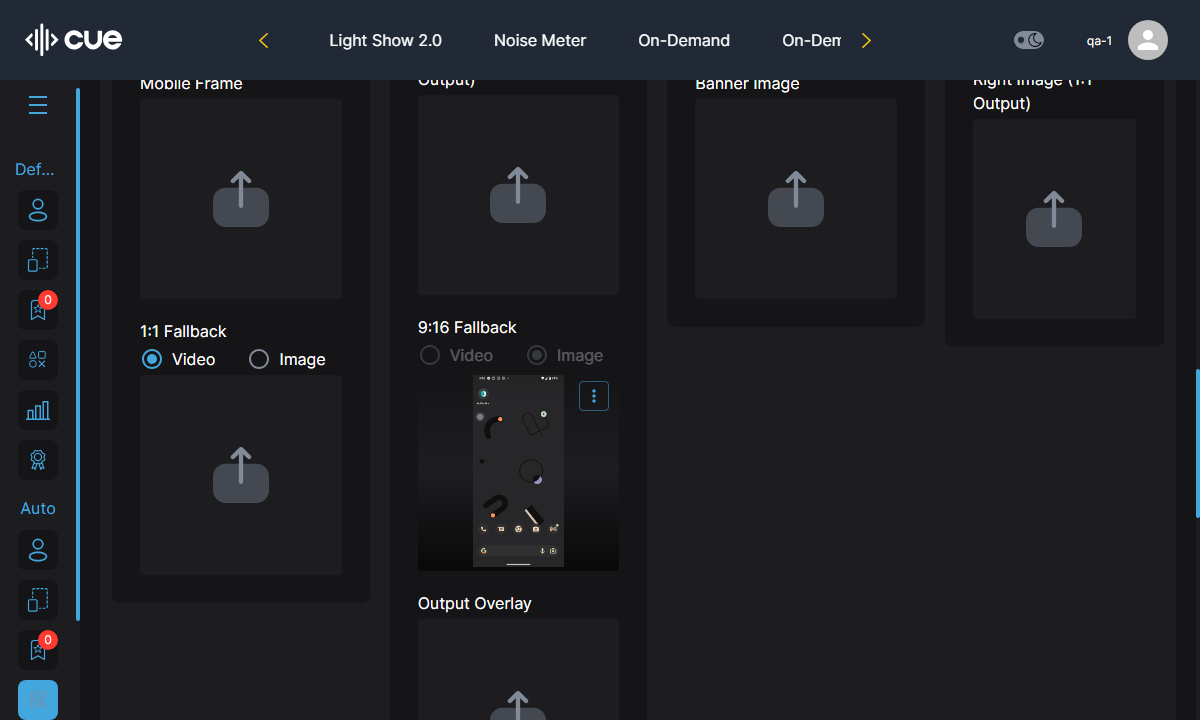 cue
Light Show 2.0
Noise Meter
On-Demand
On-Dem
qa-1
Def...
0
Auto
0
Mobile Frame
1:1 Fallback
Video
Image
Output)
9:16 Fallback
Video
Image
Output Overlay
Banner Image
Right Image (1:1
Output)